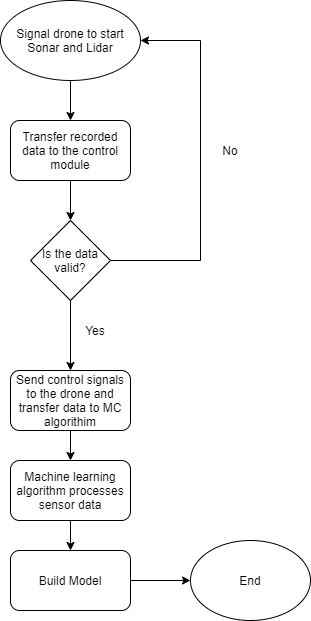 Signal drone to start
Sonar and Lidar
Transfer recorded
data to the control
module
No
Is the data
valid?
Yes
Send control signals
to the drone and
transfer data to MC
algorithim
Machine learning
algorithm processes
sensor data
Build Model
End